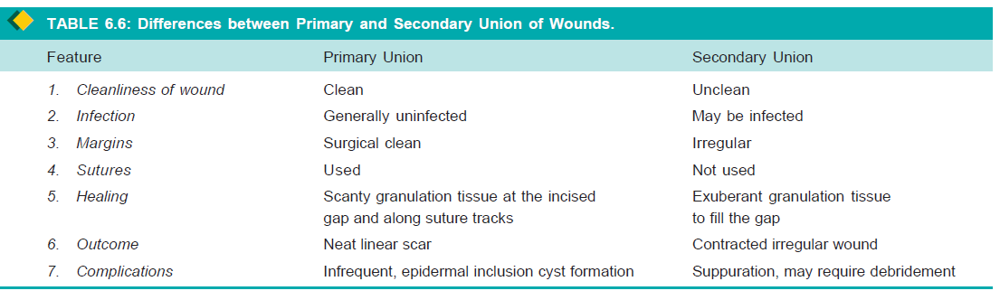 TABLE 6.6: Differences between Primary and Secondary Union of Wounds.
Feature Primary Union Secondary Union
1. Cleanliness of wound Clean Unclean
2. Infection Generally uninfected May be infected
3. Margins Surgical clean Irregular
4. Sutures Used Not used
5. Healing Scanty granulation tissue at the incised Exuberant granulation tissue
gap and along suture tracks to fill the gap
6. Outcome Neat linear scar Contracted irregular wound
7. Complications Infrequent, epidermal inclusion cyst formation Suppuration, may require debridement